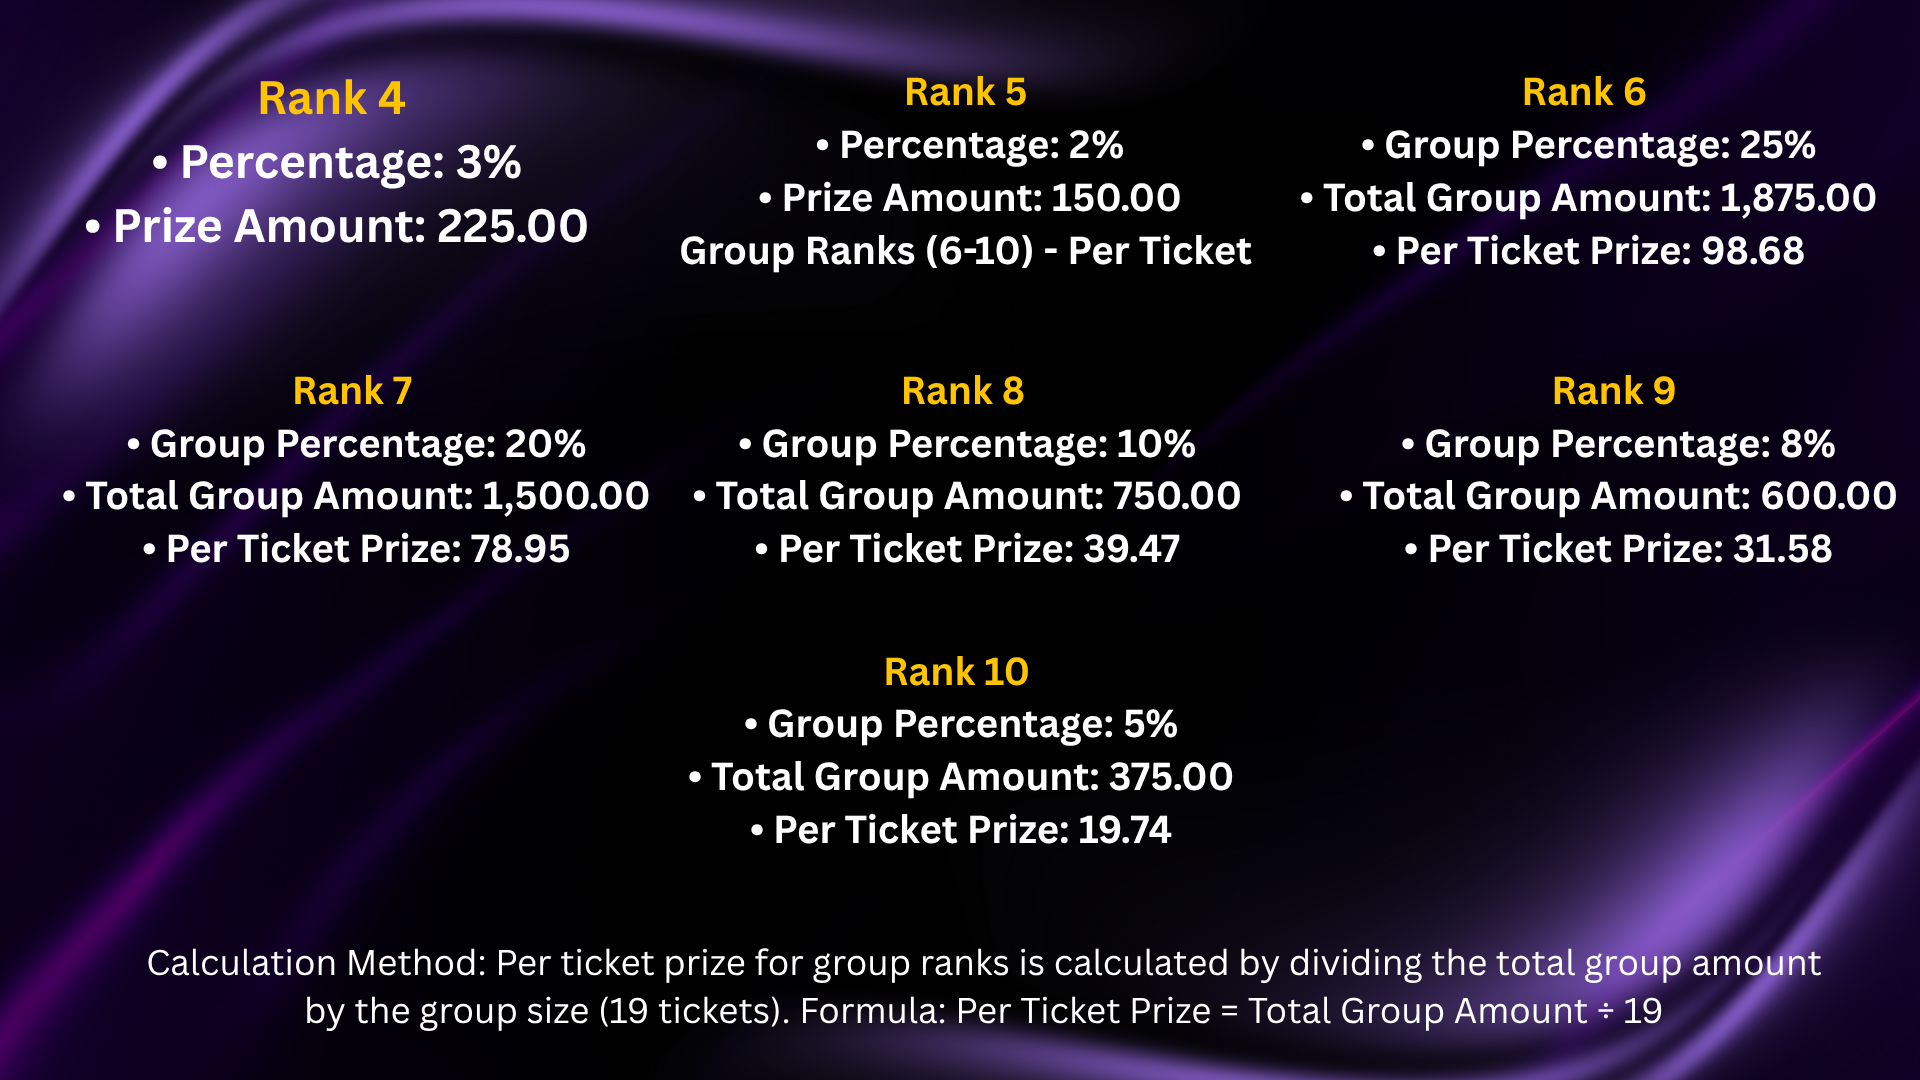 Rank 4
• Percentage: 3%
• Prize Amount: 225.00
Rank 5
• Percentage: 2%
• Prize Amount: 150.00
Group Ranks (6-10) - Per Ticket
Rank 6
• Group Percentage: 25%
• Total Group Amount: 1,875.00
• Per Ticket Prize: 98.68
Rank 7
• Group Percentage: 20%
• Total Group Amount: 1,500.00
• Per Ticket Prize: 78.95
Rank 8
• Group Percentage: 10%
• Total Group Amount: 750.00
• Per Ticket Prize: 39.47
Rank 9
• Group Percentage: 8%
• Total Group Amount: 600.00
• Per Ticket Prize: 31.58
Rank 10
• Group Percentage: 5%
• Total Group Amount: 375.00
• Per Ticket Prize: 19.74
Calculation Method: Per ticket prize for group ranks is calculated by dividing the total group amount
by the group size (19 tickets). Formula: Per Ticket Prize = Total Group Amount ÷ 19